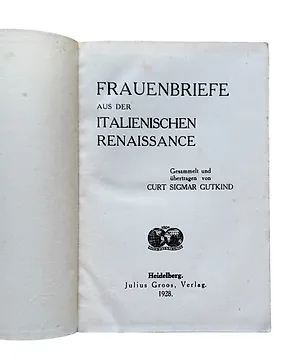 FRAUENBRIEFE
AUS DER
ITALIENISCHEN
RENAISSANCE
Gesammelt und
übertragen von
CURT SIGMAR GUTKIND
Heidelberg.
Julius Groos, Verlag.
1928.